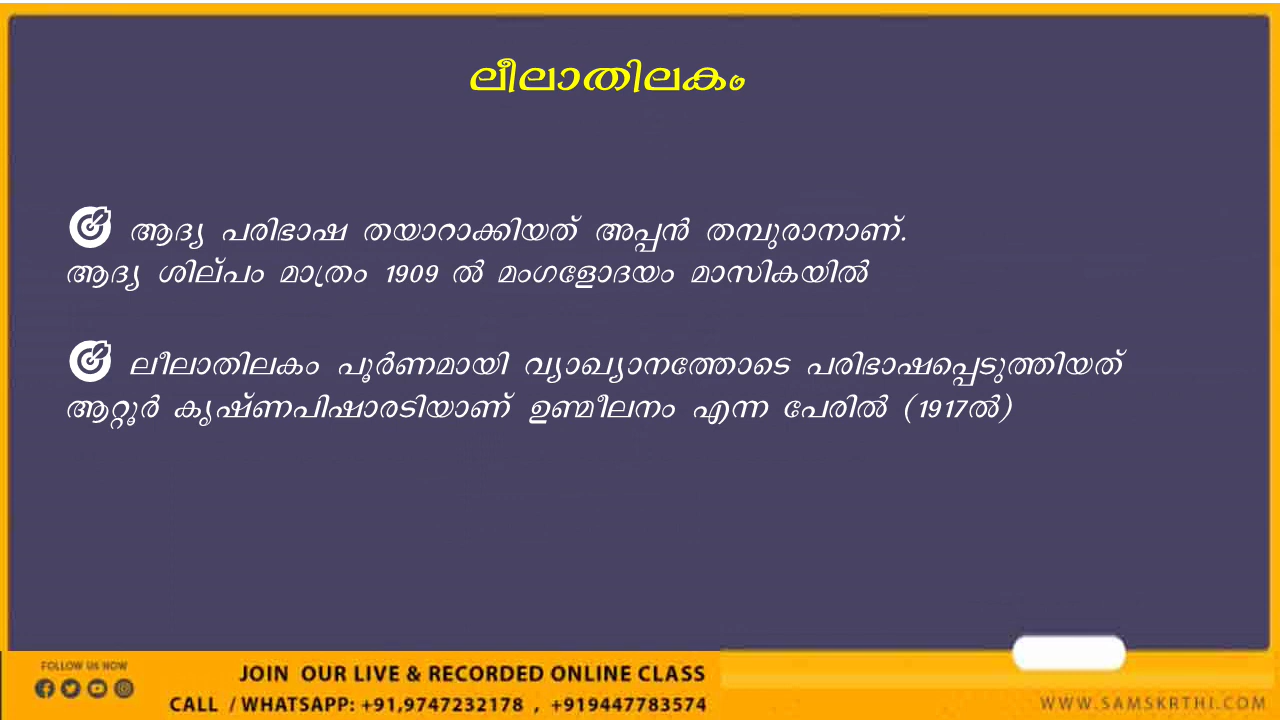 ലീലാതിലകം
ആദ്യ പരിഭാഷ തയാറാക്കിയത് അപ്പൻ തമ്പുരാനാണ്.
ആദ്യ ശില്പം മാത്രം 1909 ൽ മംഗളോദയം മാസികയിൽ
ലീലാതിലകം പൂർണമായി വ്യാഖ്യാനത്തോടെ പരിഭാഷപ്പെടുത്തിയത്
ആറ്റൂർ കൃഷ്ണപിഷാരടിയാണ് ഉണ്മീലനം എന്ന പേരിൽ (1917ൽ)
FOLLOW US NOW
JOIN OUR LIVE & RECORDED ONLINE CLASS
CALL / WHATSAPP: +91,9747232178 , +919447783574
WWW.SAMSKRTHI.COM